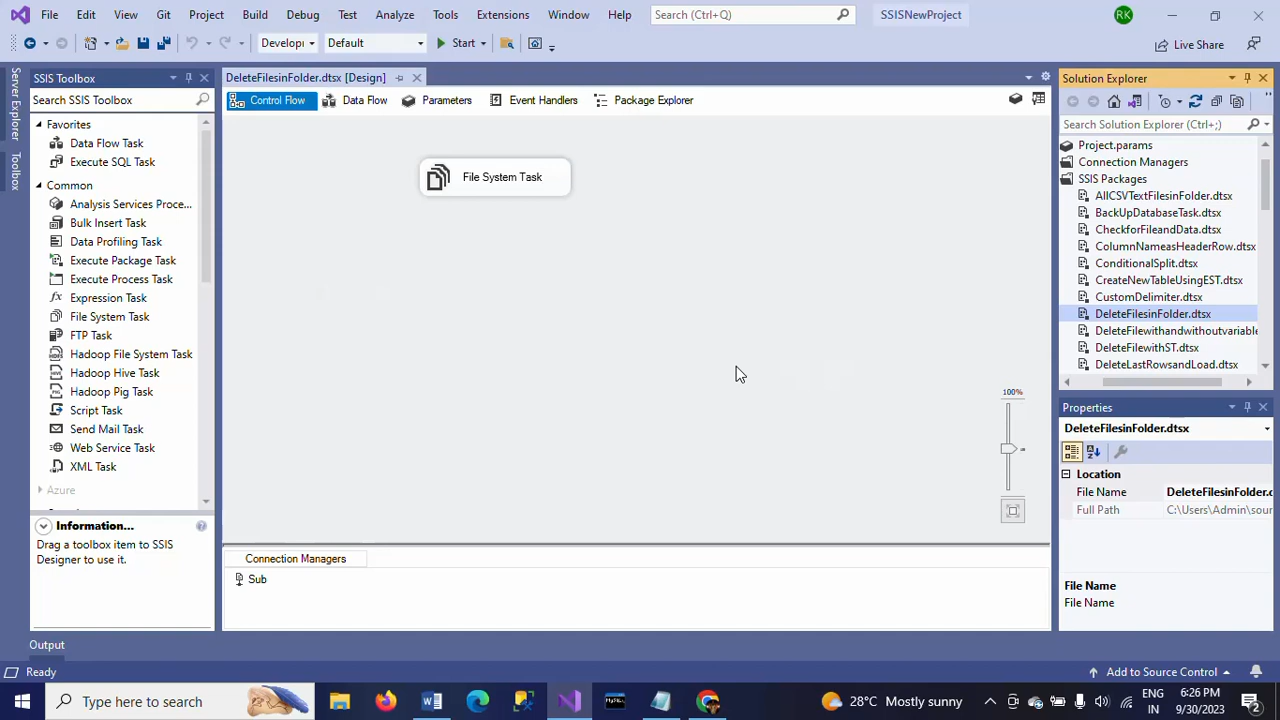 File Edit View Git Project Build Debug Test Analyze Tools Extensions Window Help Search (Ctrl+Q) SSISNewProject RK
Developi Default Start Live Share
Server Explorer
Toolbox
SSIS Toolbox
Search SSIS Toolbox
Favorites
Data Flow Task
Execute SQL Task
Common
Analysis Services Proce...
Bulk Insert Task
Data Profiling Task
Execute Package Task
Execute Process Task
Expression Task
File System Task
FTP Task
Hadoop File System Task
Hadoop Hive Task
Hadoop Pig Task
Script Task
Send Mail Task
Web Service Task
XML Task
Azure
Information...
Drag a toolbox item to SSIS
Designer to use it.
DeleteFilesinFolder.dtsx [Design]
Control Flow Data Flow Parameters Event Handlers Package Explorer
File System Task
100%
Connection Managers
Sub
Solution Explorer
Search Solution Explorer (Ctrl+;)
Project.params
Connection Managers
SSIS Packages
AllCSVTextFilesinFolder.dtsx
BackUpDatabaseTask.dtsx
CheckforFileandData.dtsx
ColumnNameasHeaderRow.dtsx
ConditionalSplit.dtsx
CreateNewTableUsingEST.dtsx
CustomDelimiter.dtsx
DeleteFilesinFolder.dtsx
DeleteFilewithandwithoutvariable
DeleteFilewithST.dtsx
DeleteLastRowsandLoad.dtsx
Properties
DeleteFilesinFolder.dtsx
Location
File Name DeleteFilesinFolder.d
Full Path C:\Users\Admin\sour
File Name
File Name
Output
Ready Add to Source Control
Type here to search 28°C Mostly sunny ENG IN 6:26 PM 9/30/2023 2